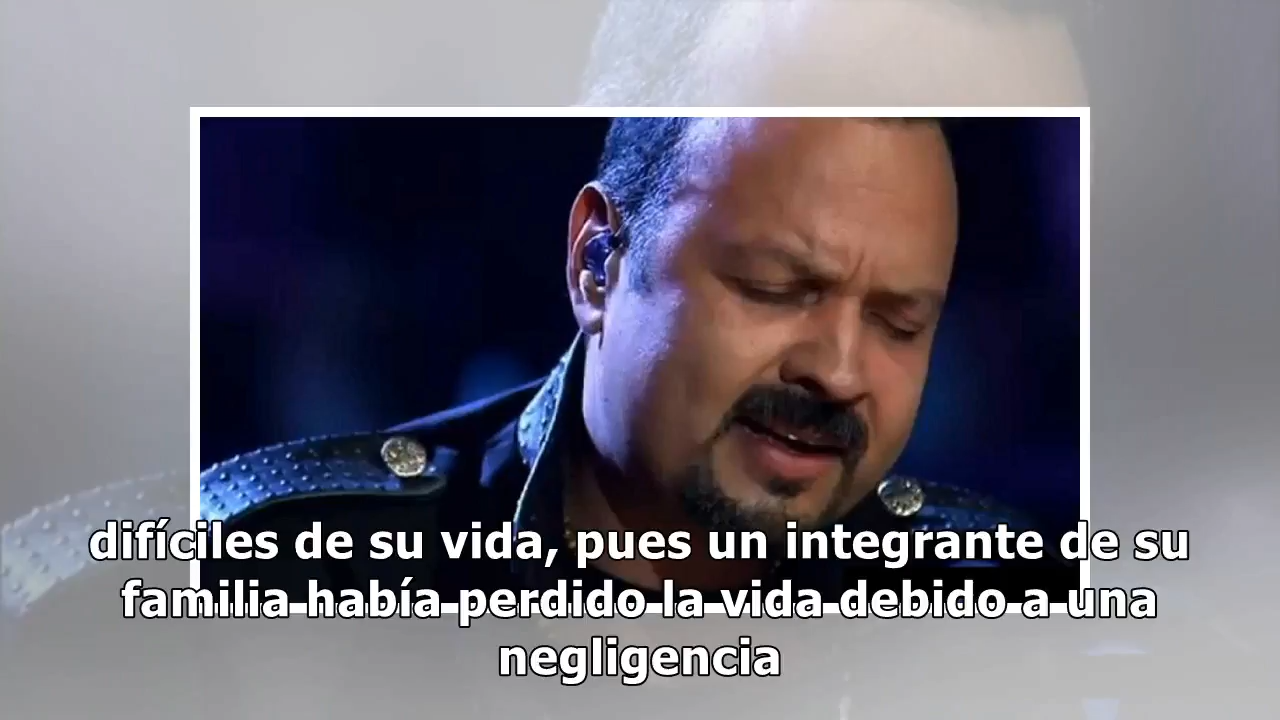 difíciles de su vida, pues un integrante de su
familia había perdido la vida debido a una
negligencia